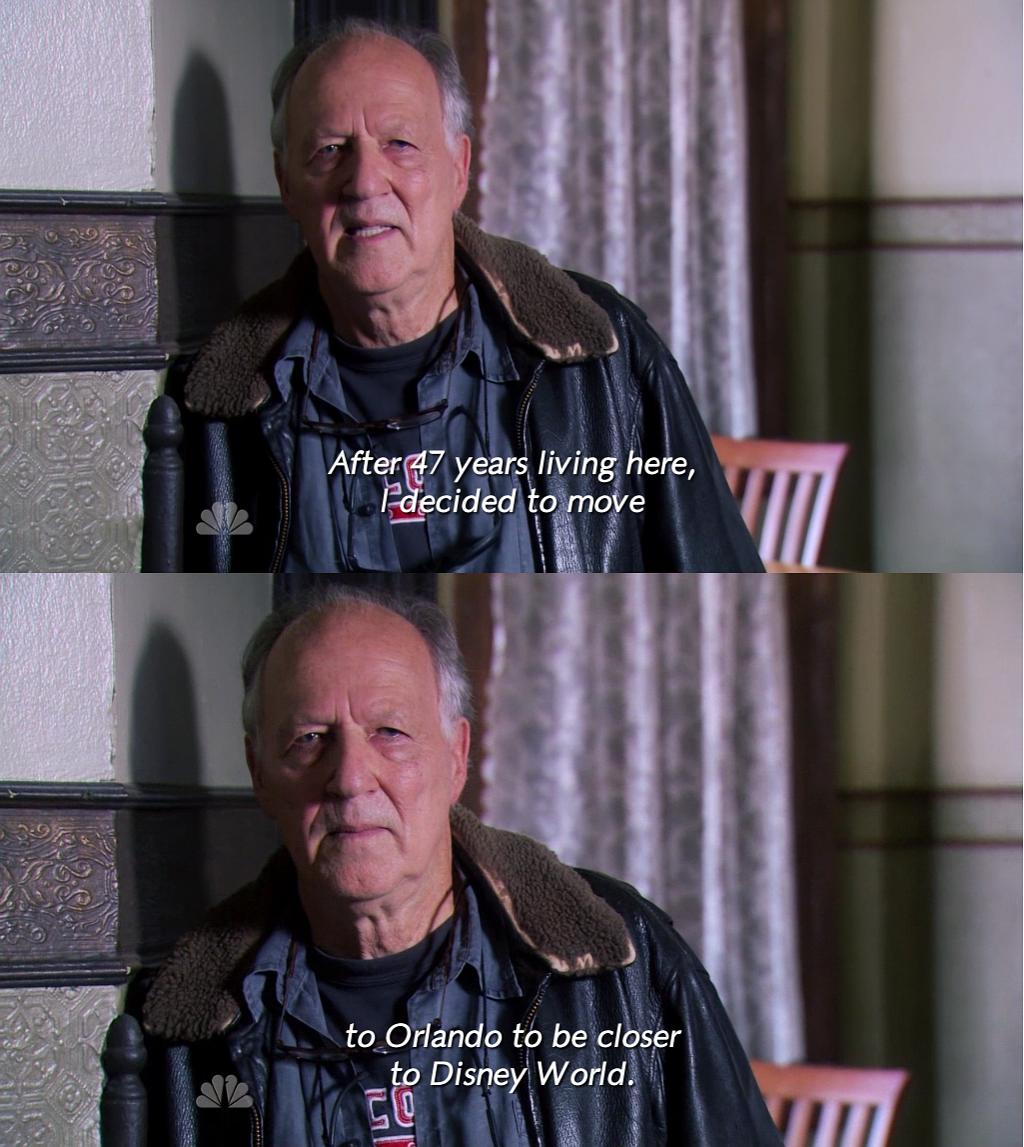 After 47 years living here,
I decided to move
to Orlando to be closer
to Disney World.